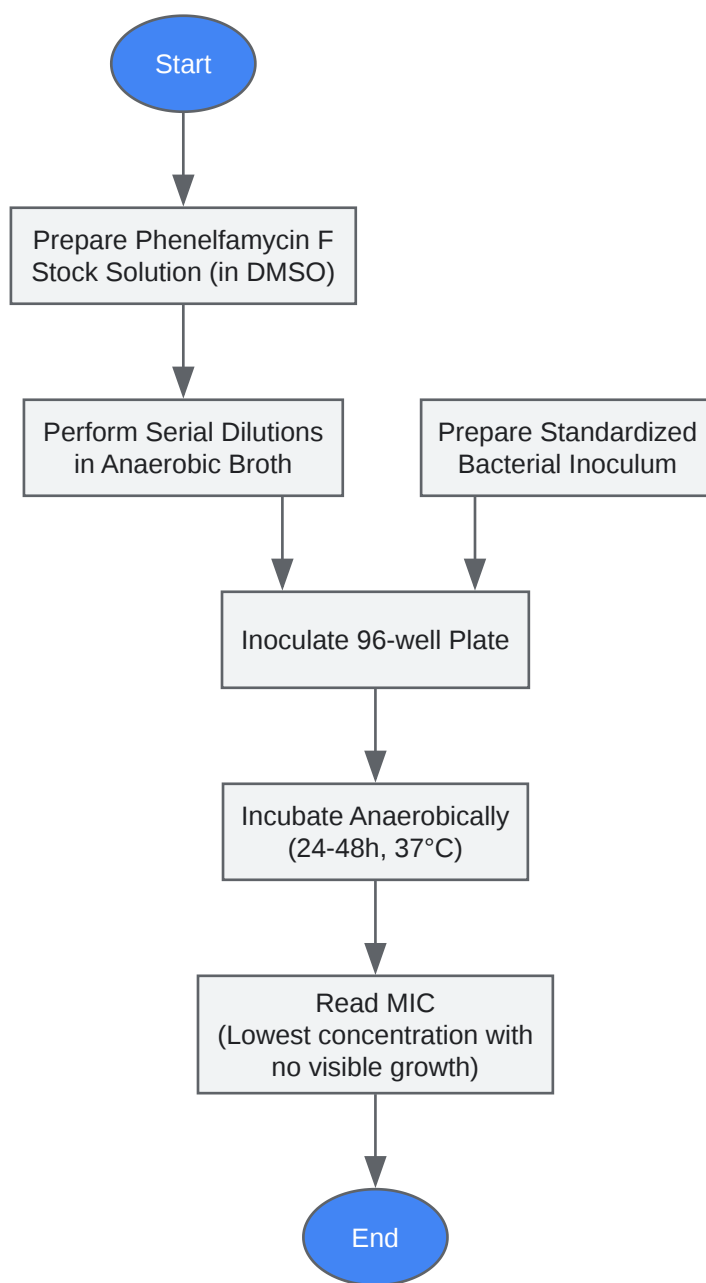 Start
Prepare Phenelfamycin F
Stock Solution (in DMSO)
Perform Serial Dilutions
in Anaerobic Broth
Prepare Standardized
Bacterial Inoculum
Inoculate 96-well Plate
Incubate Anaerobically
(24-48h, 37°C)
Read MIC
(Lowest concentration with
no visible growth)
End